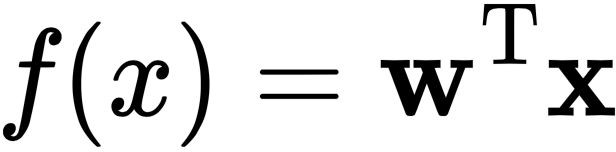 f(x) = 𝐰ᵀ𝐱